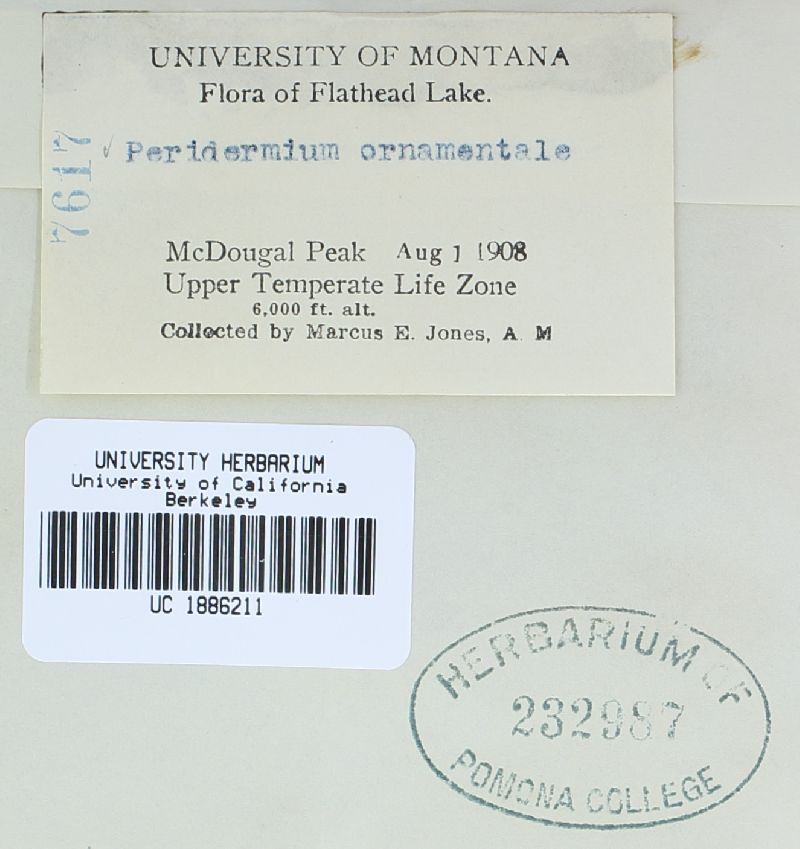 UNIVERSITY OF MONTANA
Flora of Flathead Lake.
7617
✓ Peridermium ornamentale
McDougal Peak Aug 1 1908
Upper Temperate Life Zone
6,000 ft. alt.
Collected by Marcus E. Jones, A. M
UNIVERSITY HERBARIUM
University of California
Berkeley
UC 1886211
HERBARIUM OF
232987
POMONA COLLEGE